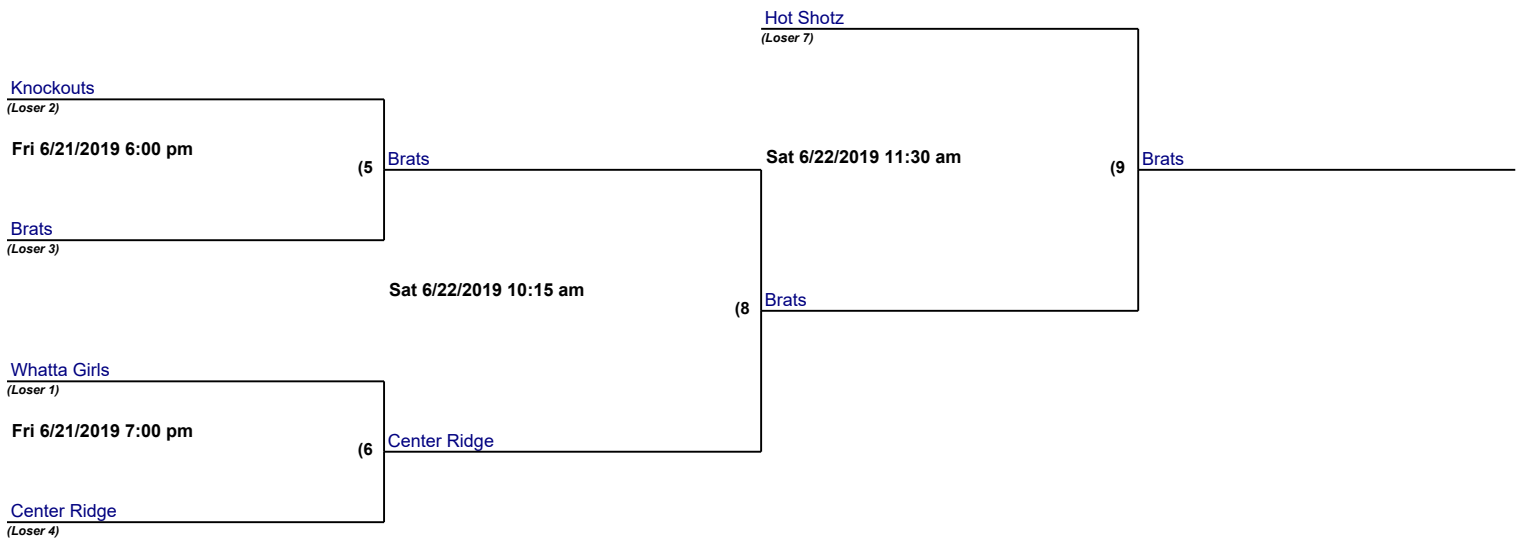 Hot Shotz
(Loser 7)
Knockouts
(Loser 2)
Fri 6/21/2019 6:00 pm
(5
Brats
Sat 6/22/2019 11:30 am
(9
Brats
Brats
(Loser 3)
Sat 6/22/2019 10:15 am
(8
Brats
Whatta Girls
(Loser 1)
Fri 6/21/2019 7:00 pm
(6
Center Ridge
Center Ridge
(Loser 4)